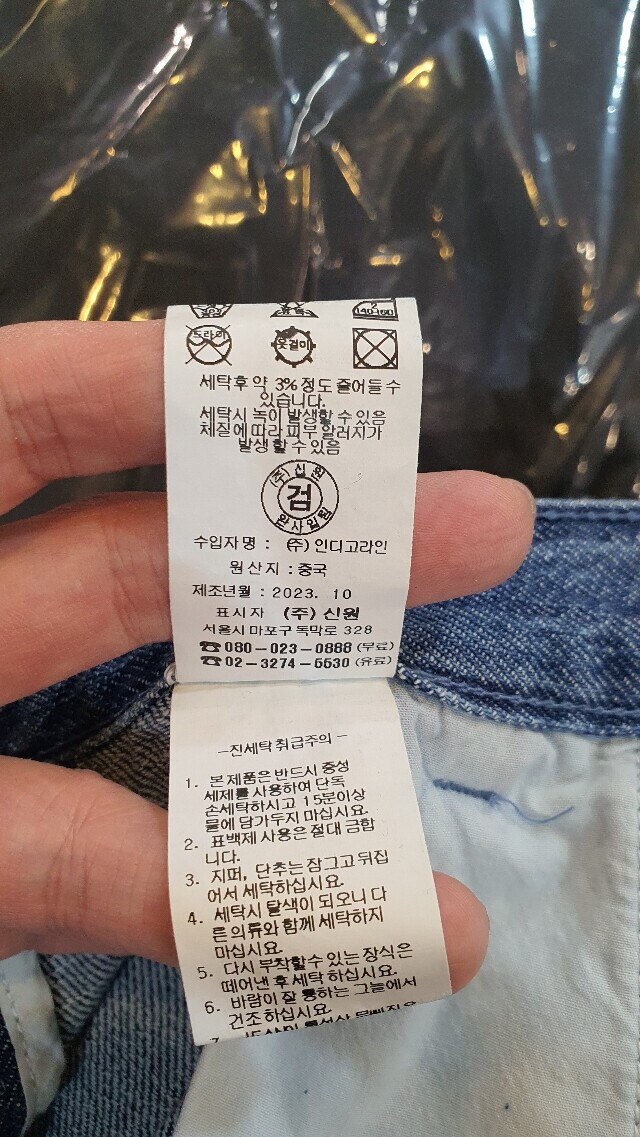 140~160
드라이
옷걸이
세탁후 약 3% 정도 줄어들 수
있습니다.
세탁시 녹이 발생할 수 있음
체질에 따라 피부 알러지가
발생할 수 있음
(주) 신원
검
완사입필
수입자명 : (주) 인디고라인
원산지 : 중국
제조년월 : 2023. 10
표시자 (주) 신원
서울시 마포구 독막로 328
☎080-023-0888 (무료)
☎02-3274-5530 (유료)
-진세탁 취급주의-
1. 본 제품은 반드시 중성
세제를 사용하여 단독
손세탁하시고 15분이상
물에 담가두지 마십시요.
2. 표백제 사용은 절대 금합
니다.
3. 지퍼, 단추는 잠그고 뒤집
어서 세탁하십시요.
4. 세탁시 탈색이 되오니 다
른의류와 함께 세탁하지
마십시요.
5. 다시 부착할수 있는 장식은
떼어낸 후 세탁 하십시요.
6. 바람이 잘 통하는 그늘에서
건조 하십시요.